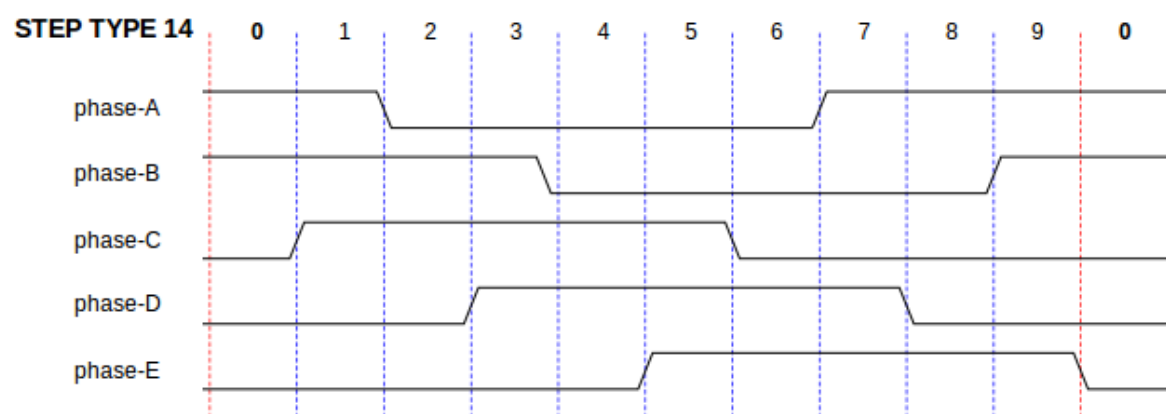 STEP TYPE 14 0 1 2 3 4 5 6 7 8 9 0
phase-A
phase-B
phase-C
phase-D
phase-E